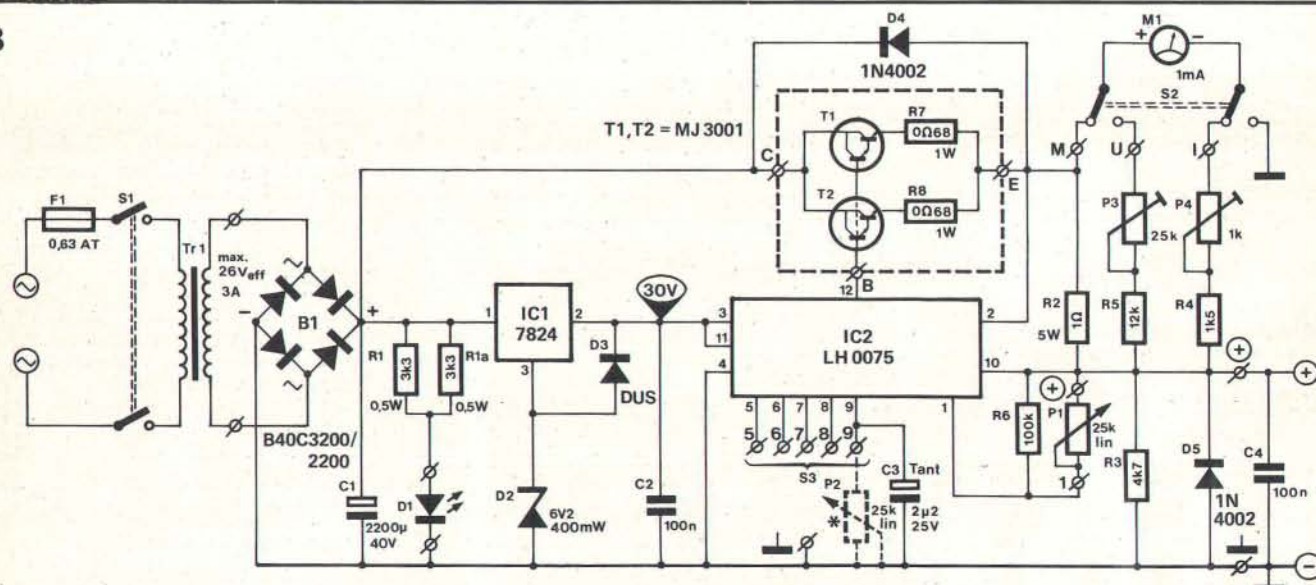 3
F1
0,63 AT
S1
Tr 1
max.
26Veff
3A
~
~
B1
-
+
B40C3200/
2200
C1
2200µ
40V
R1
3k3
0,5W
R1a
3k3
0,5W
D1
1
IC1
7824
2
3
D2
6V2
400mW
D3
DUS
30V
C2
100n
D4
1N4002
T1,T2 = MJ3001
C
T1
R7
0Ω68
1W
T2
R8
0Ω68
1W
E
B
12
3
11
4
IC2
LH 0075
2
10
1
5 6 7 8 9
5 6 7 8 9
S3
P2
25k
lin
*
C3 Tant
2µ2
25V
M1
+ -
1mA
S2
M
U
I
P3
25k
P4
1k
R2
1Ω
5W
R5
12k
R4
1k5
R6
100k
+
P1
25k
lin
1
R3
4k7
D5
1N
4002
+
C4
100n
+
-